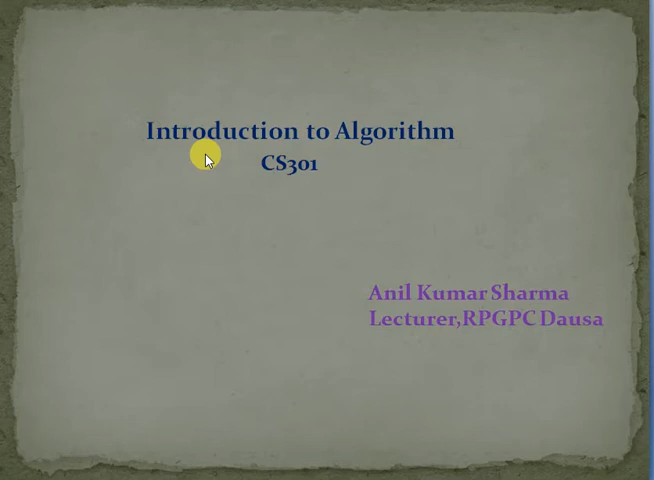 Introduction to Algorithm
CS301
Anil Kumar Sharma
Lecturer,RPGPC Dausa